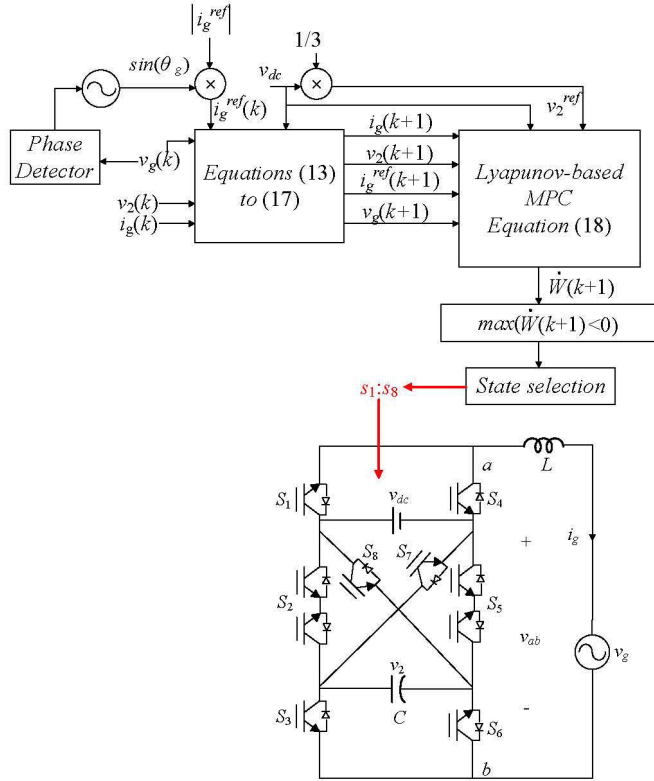 |i_g^ref|
1/3
sin(θ_g)
v_dc
×
×
i_g^ref(k)
v_2^ref
Phase
Detector
v_g(k)
v_2(k)
i_g(k)
Equations (13)
to (17)
i_g(k+1)
v_2(k+1)
i_g^ref(k+1)
v_g(k+1)
Lyapunov-based
MPC
Equation (18)
Ẇ(k+1)
max(Ẇ(k+1)<0)
State selection
s_1:s_8
a
L
S_1
v_dc
S_4
S_8
S_7
+
i_g
S_2
S_5
v_ab
v_g
v_2
S_3
C
S_6
-
b